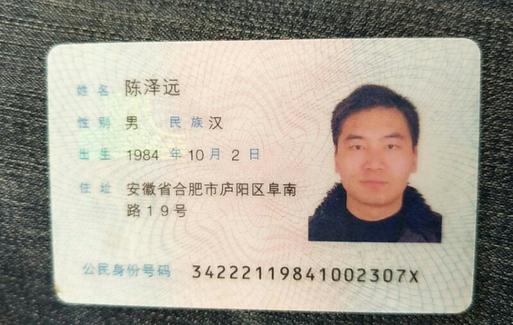 姓名 陈泽远
性别 男 民族 汉
出生 1984 年 10 月 2 日
住址 安徽省合肥市庐阳区阜南
路19号
公民身份号码 34222119841002307X